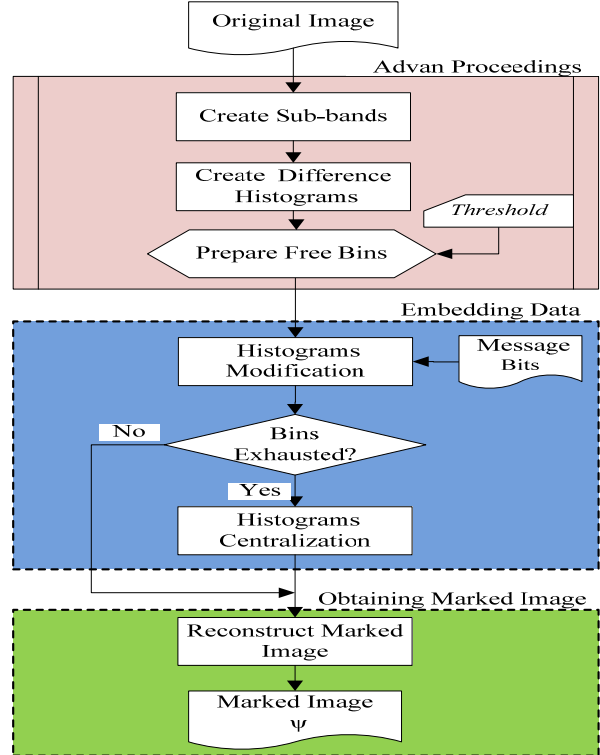 Original Image
Advan Proceedings
Create Sub-bands
Create Difference
Histograms
Threshold
Prepare Free Bins
Embedding Data
Histograms
Modification
Message
Bits
No
Bins
Exhausted?
Yes
Histograms
Centralization
Obtaining Marked Image
Reconstruct Marked
Image
Marked Image
Ψ